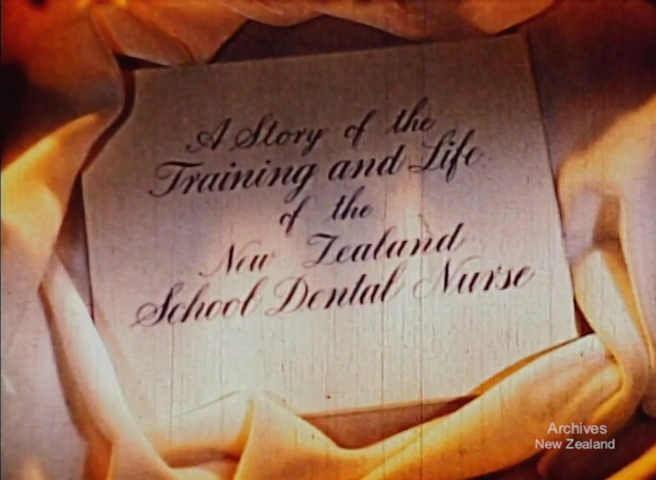 A Story of the
Training and Life
of the
New Zealand
School Dental Nurse
Archives
New Zealand